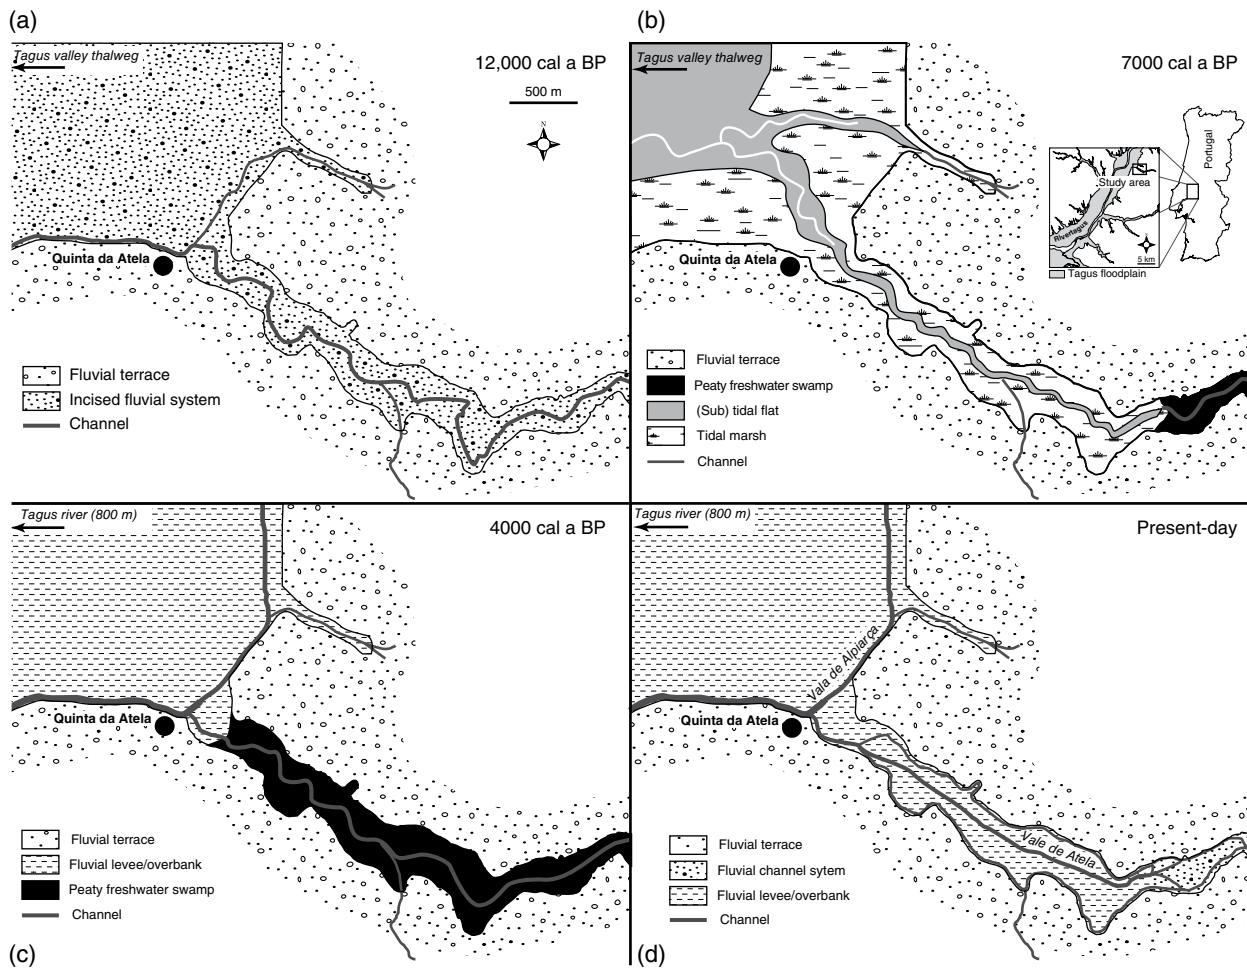 (a)
Tagus valley thalweg
12,000 cal a BP
500 m
N
Quinta da Atela
Fluvial terrace
Incised fluvial system
Channel
(b)
Tagus valley thalweg
7000 cal a BP
Portugal
Study area
Rivertagus
N
5 km
Tagus floodplain
Quinta da Atela
Fluvial terrace
Peaty freshwater swamp
(Sub) tidal flat
Tidal marsh
Channel
Tagus river (800 m)
4000 cal a BP
Quinta da Atela
Fluvial terrace
Fluvial levee/overbank
Peaty freshwater swamp
Channel
(c)
Tagus river (800 m)
Present-day
Vala de Alpiarça
Quinta da Atela
Vale de Atela
Fluvial terrace
Fluvial channel sytem
Fluvial levee/overbank
Channel
(d)